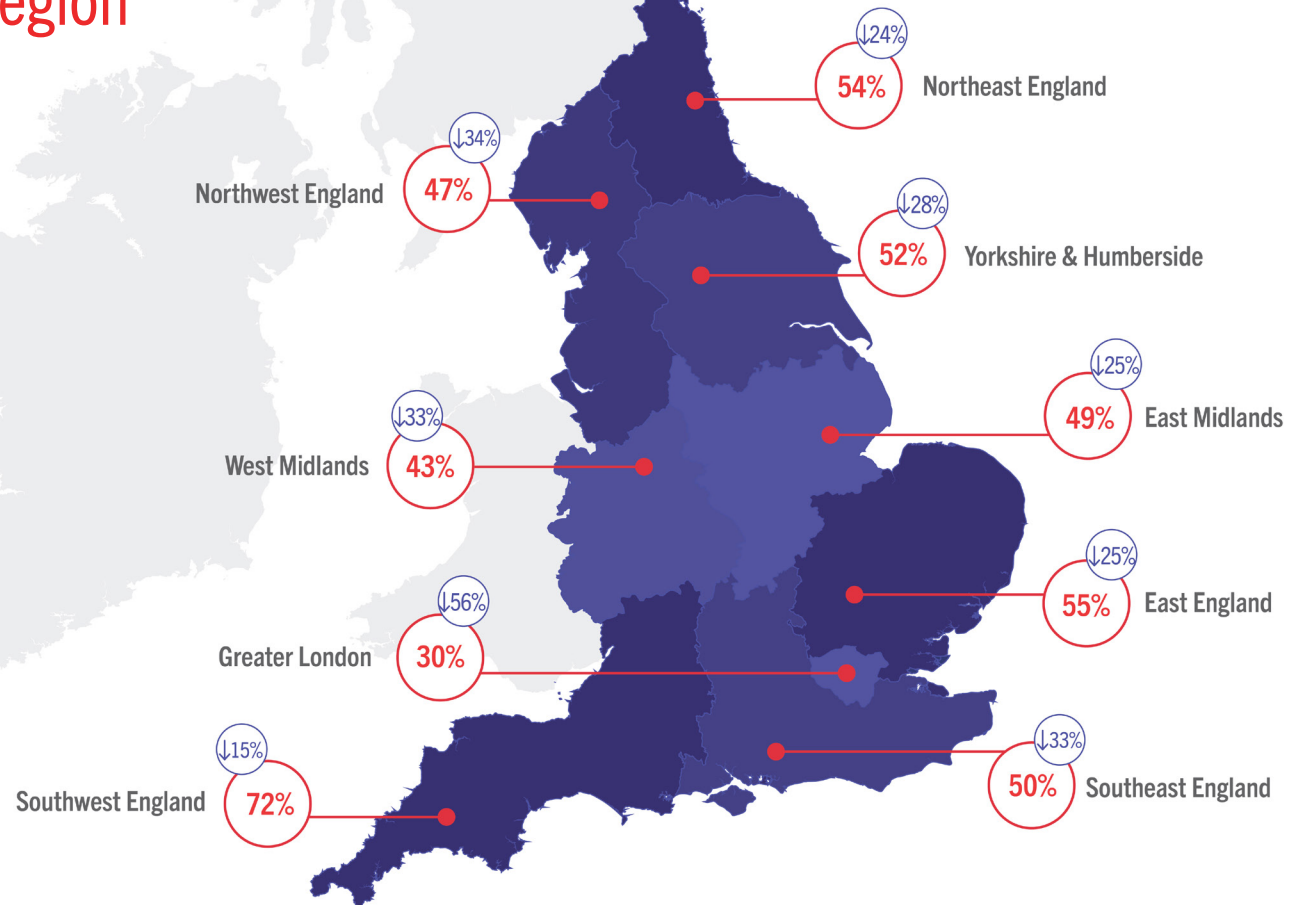 egion
↓24%
54%
Northeast England
↓34%
47%
Northwest England
↓28%
52%
Yorkshire & Humberside
↓25%
49%
East Midlands
↓33%
43%
West Midlands
↓25%
55%
East England
↓56%
30%
Greater London
↓33%
50%
Southeast England
↓15%
72%
Southwest England